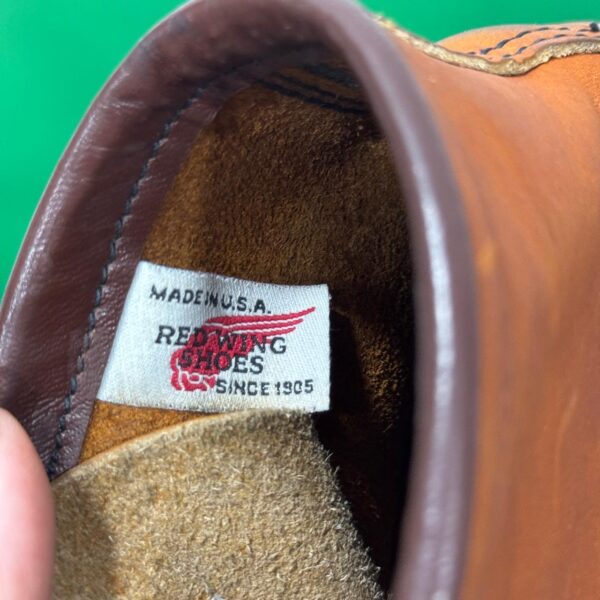 MADE IN U.S.A.
RED WING
SHOES
SINCE 1905